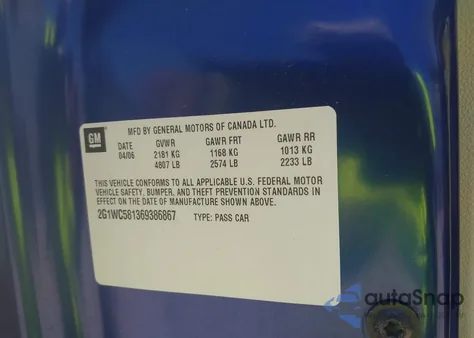 GM
MFD BY GENERAL MOTORS OF CANADA LTD.
DATE GVWR GAWR FRT GAWR RR
04/06 2181 KG 1168 KG 1013 KG
4807 LB 2574 LB 2233 LB
THIS VEHICLE CONFORMS TO ALL APPLICABLE U.S. FEDERAL MOTOR
VEHICLE SAFETY, BUMPER, AND THEFT PREVENTION STANDARDS IN
EFFECT ON THE DATE OF MANUFACTURE SHOWN ABOVE.
2G1WC581369386867 TYPE: PASS CAR
autoSnap